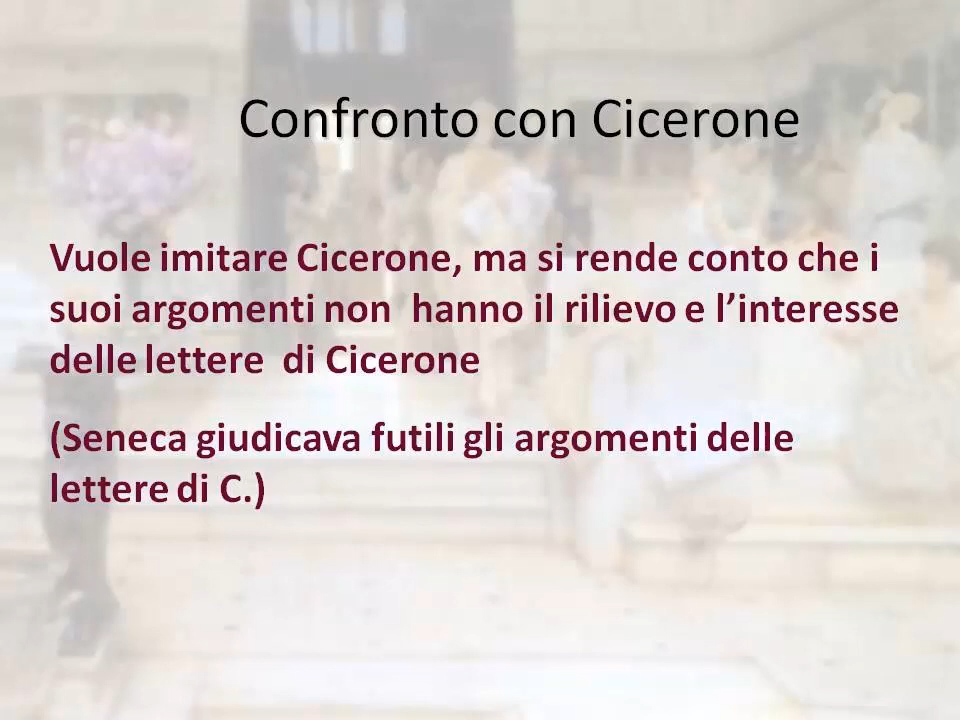 Confronto con Cicerone
Vuole imitare Cicerone, ma si rende conto che i
suoi argomenti non  hanno il rilievo e l’interesse
delle lettere  di Cicerone
(Seneca giudicava futili gli argomenti delle
lettere di C.)